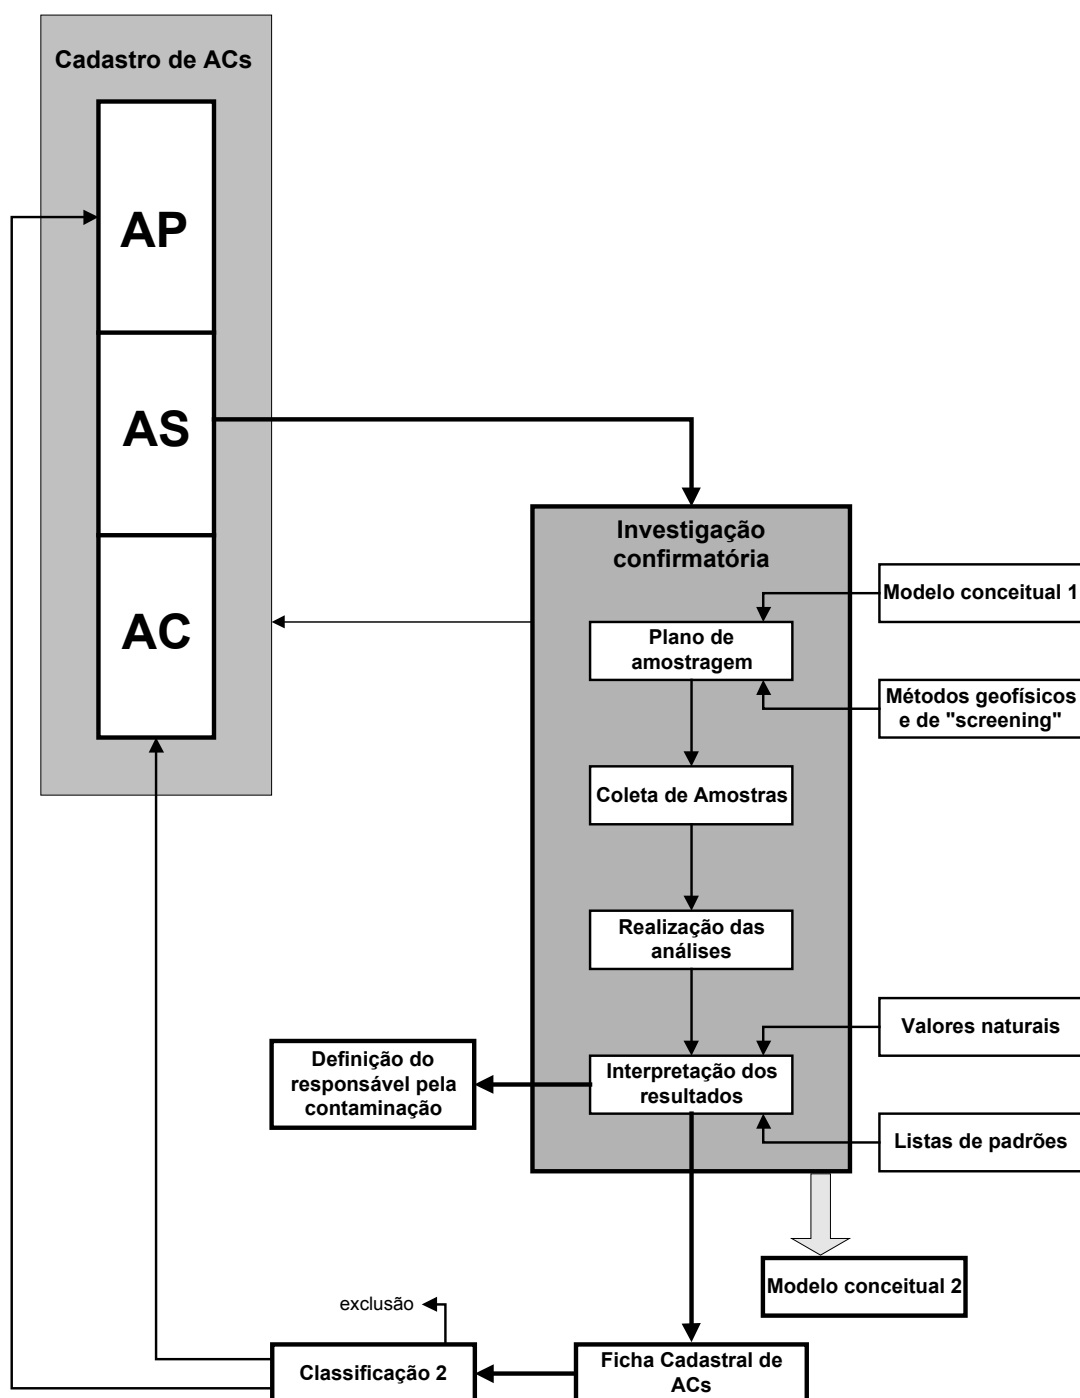 Cadastro de ACs
AP
AS
AC
Investigação
confirmatória
Modelo conceitual 1
Plano de
amostragem
Métodos geofísicos
e de "screening"
Coleta de Amostras
Realização das
análises
Valores naturais
Definição do
responsável pela
contaminação
Interpretação dos
resultados
Listas de padrões
Modelo conceitual 2
exclusão
Classificação 2
Ficha Cadastral de
ACs